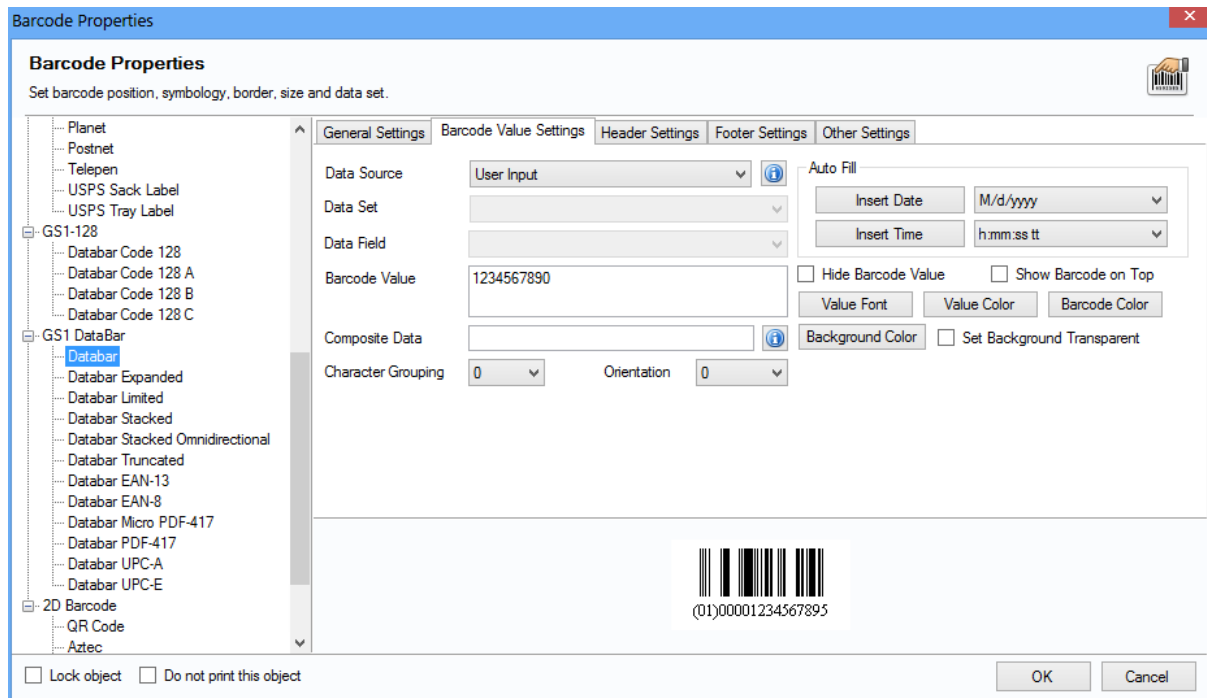 Barcode Properties
Barcode Properties
Set barcode position, symbology, border, size and data set.
Planet
Postnet
Telepen
USPS Sack Label
USPS Tray Label
GS1-128
Databar Code 128
Databar Code 128 A
Databar Code 128 B
Databar Code 128 C
GS1 DataBar
Databar
Databar Expanded
Databar Limited
Databar Stacked
Databar Stacked Omnidirectional
Databar Truncated
Databar EAN-13
Databar EAN-8
Databar Micro PDF-417
Databar PDF-417
Databar UPC-A
Databar UPC-E
2D Barcode
QR Code
Aztec
General Settings Barcode Value Settings Header Settings Footer Settings Other Settings
Data Source User Input
Data Set
Data Field
Barcode Value 1234567890
Composite Data
Character Grouping 0 Orientation 0
Auto Fill
Insert Date M/d/yyyy
Insert Time h:mm:ss tt
Hide Barcode Value Show Barcode on Top
Value Font Value Color Barcode Color
Background Color Set Background Transparent
(01)00001234567895
Lock object Do not print this object OK Cancel